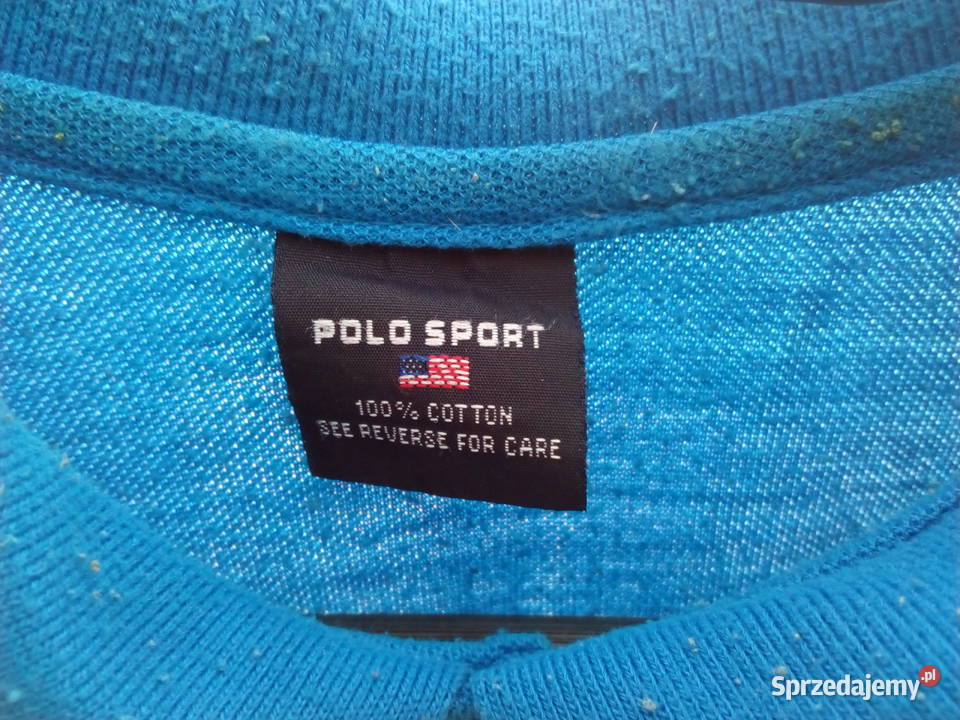 POLO SPORT
100% COTTON
SEE REVERSE FOR CARE
Sprzedajemy.pl